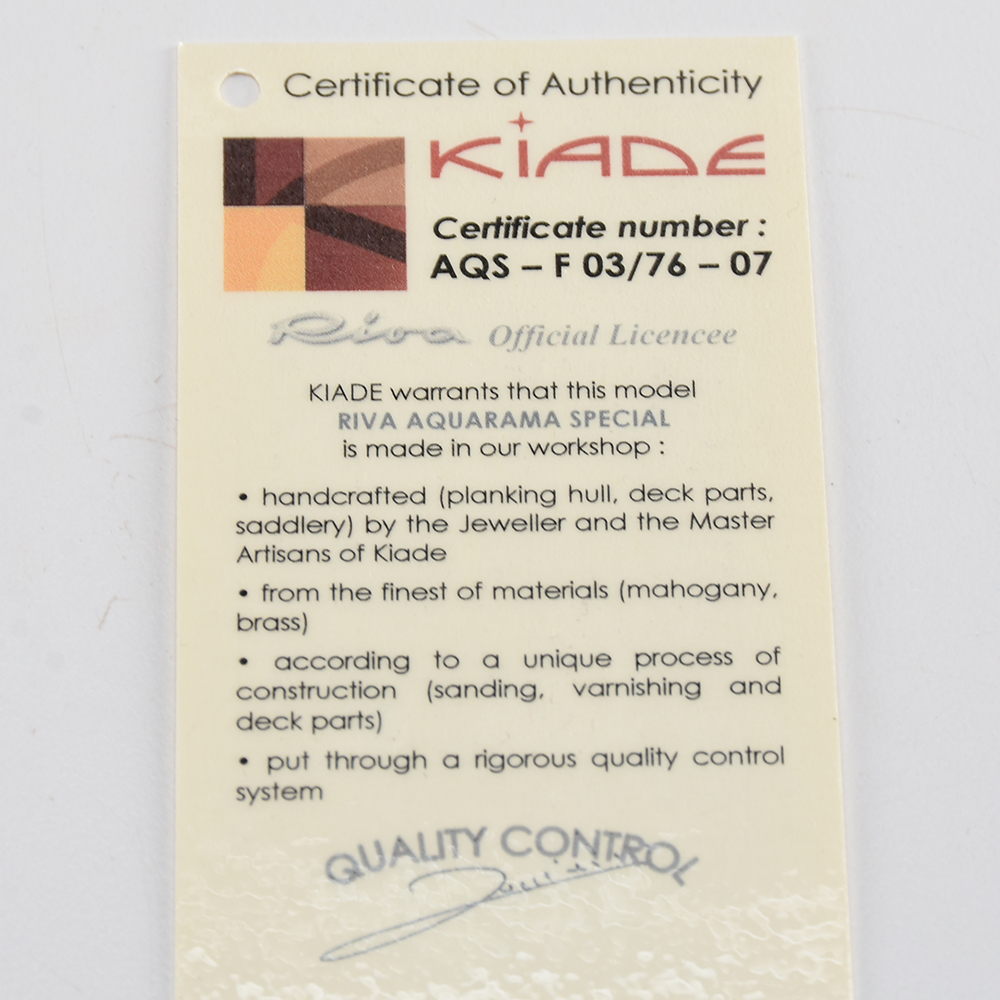 Certificate of Authenticity
KIADE
Certificate number :
AQS – F 03/76 – 07
Riva Official Licencee
KIADE warrants that this model
RIVA AQUARAMA SPECIAL
is made in our workshop :
• handcrafted (planking hull, deck parts,
saddlery) by the Jeweller and the Master
Artisans of Kiade
• from the finest of materials (mahogany,
brass)
• according to a unique process of
construction (sanding, varnishing and
deck parts)
• put through a rigorous quality control
system
QUALITY CONTROL